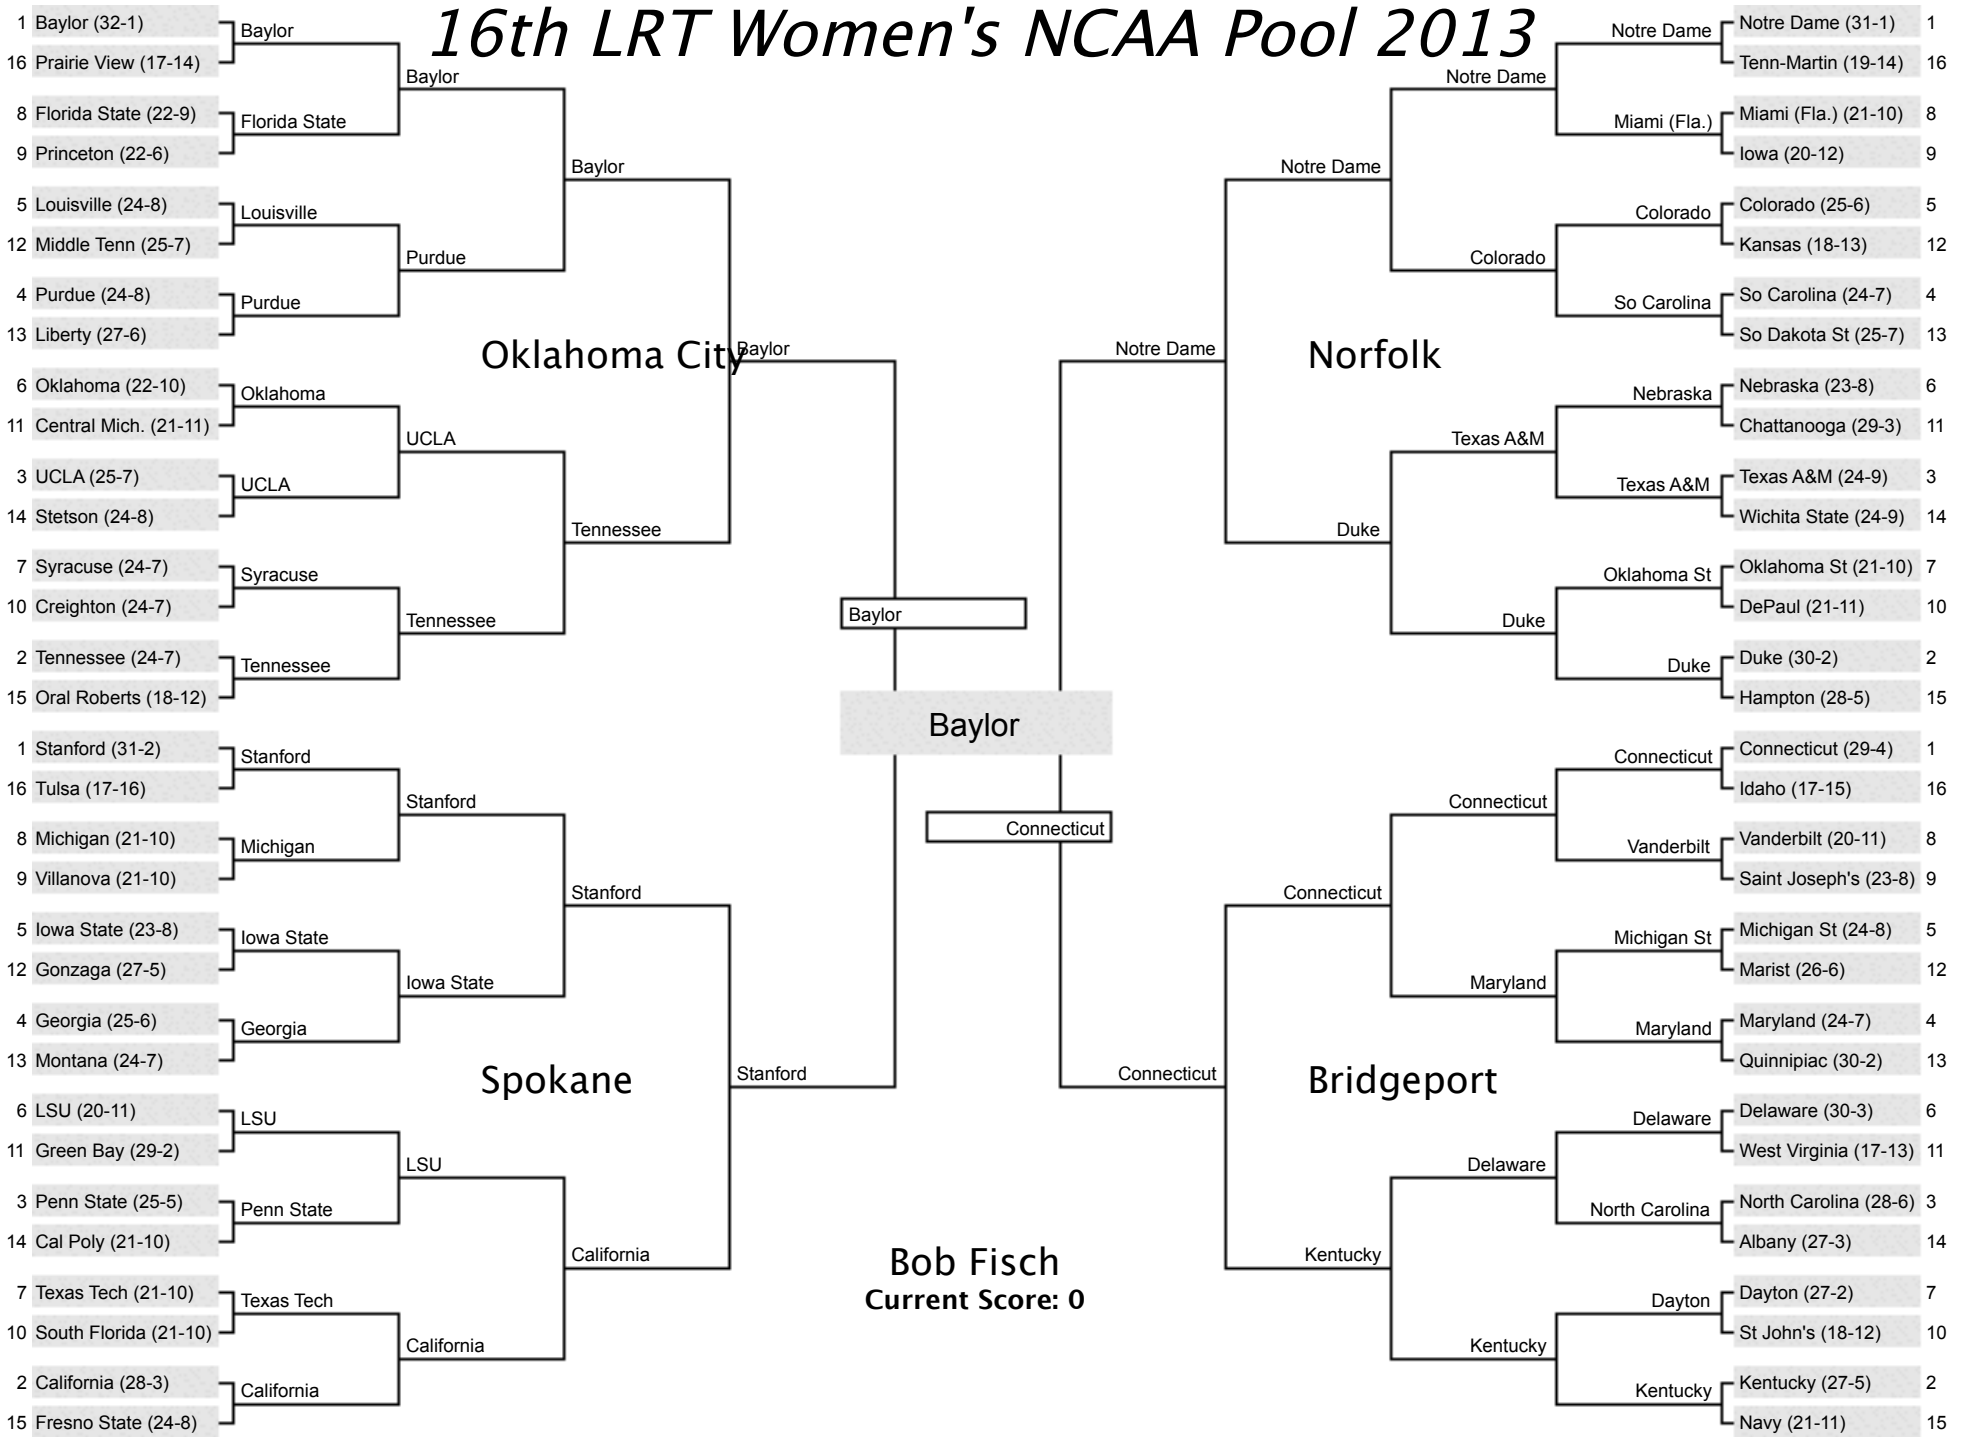 16th LRT Women's NCAA Pool 2013
1 Baylor (32-1)
16 Prairie View (17-14)
8 Florida State (22-9)
9 Princeton (22-6)
5 Louisville (24-8)
12 Middle Tenn (25-7)
4 Purdue (24-8)
13 Liberty (27-6)
6 Oklahoma (22-10)
11 Central Mich. (21-11)
3 UCLA (25-7)
14 Stetson (24-8)
7 Syracuse (24-7)
10 Creighton (24-7)
2 Tennessee (24-7)
15 Oral Roberts (18-12)
Baylor
Florida State
Louisville
Purdue
Oklahoma
UCLA
Syracuse
Tennessee
Baylor
Purdue
UCLA
Tennessee
Baylor
Tennessee
Oklahoma City
Baylor
1 Stanford (31-2)
16 Tulsa (17-16)
8 Michigan (21-10)
9 Villanova (21-10)
5 Iowa State (23-8)
12 Gonzaga (27-5)
4 Georgia (25-6)
13 Montana (24-7)
6 LSU (20-11)
11 Green Bay (29-2)
3 Penn State (25-5)
14 Cal Poly (21-10)
7 Texas Tech (21-10)
10 South Florida (21-10)
2 California (28-3)
15 Fresno State (24-8)
Stanford
Michigan
Iowa State
Georgia
LSU
Penn State
Texas Tech
California
Stanford
Iowa State
LSU
California
Stanford
California
Spokane
Stanford
Baylor
Baylor
Connecticut
Bob Fisch
Current Score: 0
Notre Dame
Norfolk
Notre Dame
Duke
Notre Dame
Colorado
Texas A&M
Duke
Notre Dame
Miami (Fla.)
Colorado
So Carolina
Nebraska
Texas A&M
Oklahoma St
Duke
Notre Dame (31-1) 1
Tenn-Martin (19-14) 16
Miami (Fla.) (21-10) 8
Iowa (20-12) 9
Colorado (25-6) 5
Kansas (18-13) 12
So Carolina (24-7) 4
So Dakota St (25-7) 13
Nebraska (23-8) 6
Chattanooga (29-3) 11
Texas A&M (24-9) 3
Wichita State (24-9) 14
Oklahoma St (21-10) 7
DePaul (21-11) 10
Duke (30-2) 2
Hampton (28-5) 15
Connecticut
Bridgeport
Connecticut
Kentucky
Connecticut
Maryland
Delaware
Kentucky
Connecticut
Vanderbilt
Michigan St
Maryland
Delaware
North Carolina
Dayton
Kentucky
Connecticut (29-4) 1
Idaho (17-15) 16
Vanderbilt (20-11) 8
Saint Joseph's (23-8) 9
Michigan St (24-8) 5
Marist (26-6) 12
Maryland (24-7) 4
Quinnipiac (30-2) 13
Delaware (30-3) 6
West Virginia (17-13) 11
North Carolina (28-6) 3
Albany (27-3) 14
Dayton (27-2) 7
St John's (18-12) 10
Kentucky (27-5) 2
Navy (21-11) 15